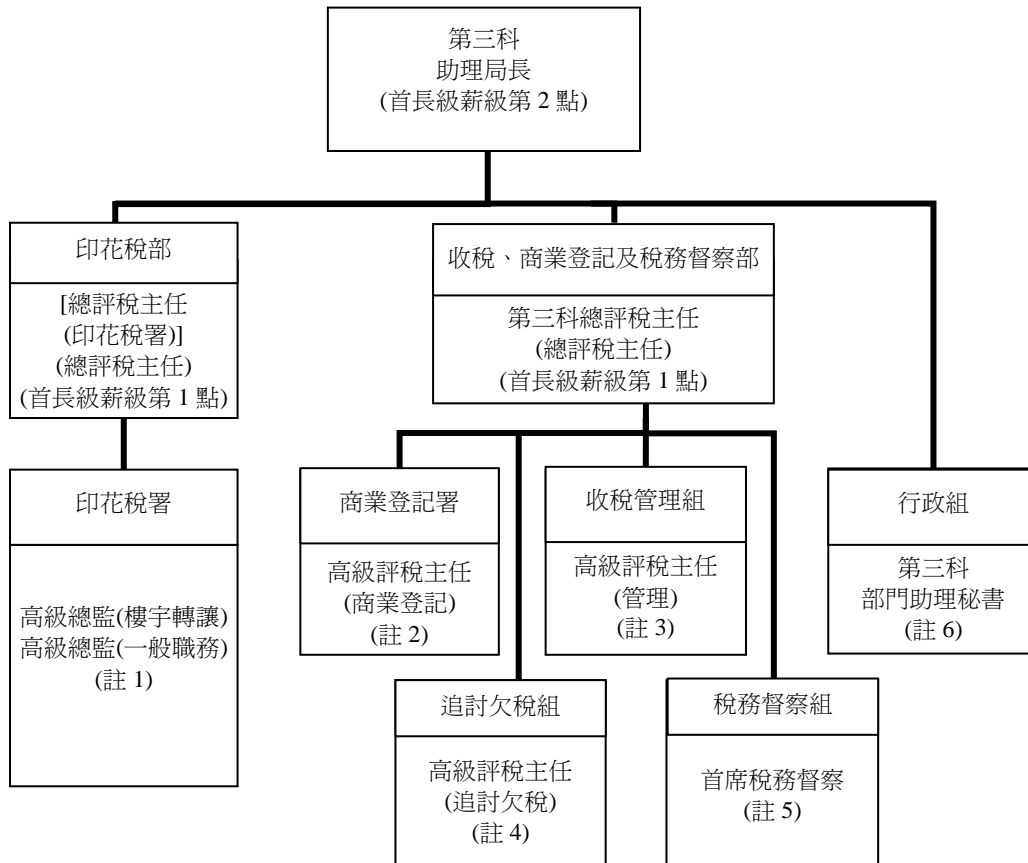 第三科
助理局長
(首長級薪級第 2 點)
印花稅部
[總評稅主任
(印花稅署)]
(總評稅主任)
(首長級薪級第 1 點)
收稅、商業登記及稅務督察部
第三科總評稅主任
(總評稅主任)
(首長級薪級第 1 點)
印花稅署
高級總監(樓宇轉讓)
高級總監(一般職務)
(註 1)
商業登記署
高級評稅主任
(商業登記)
(註 2)
收稅管理組
高級評稅主任
(管理)
(註 3)
行政組
第三科
部門助理秘書
(註 6)
追討欠稅組
高級評稅主任
(追討欠稅)
(註 4)
稅務督察組
首席稅務督察
(註 5)